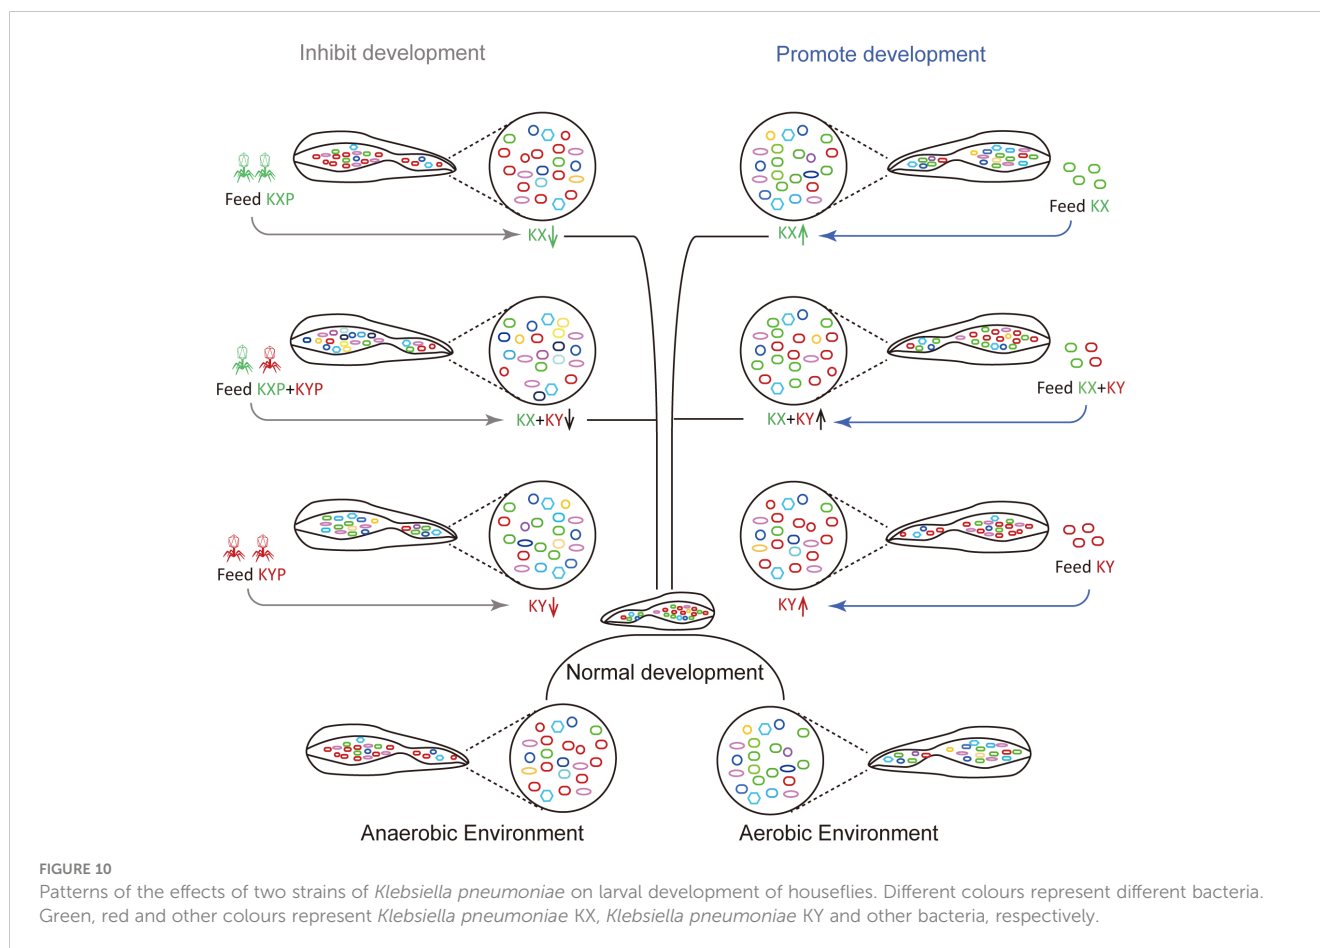 Inhibit development
Promote development
Feed KXP
KX↓
KX↑
Feed KX
Feed KXP+KYP
KX+KY↓
KX+KY↑
Feed KX+KY
Feed KYP
KY↓
KY↑
Feed KY
Normal development
Anaerobic Environment
Aerobic Environment
FIGURE 10
Patterns of the effects of two strains of Klebsiella pneumoniae on larval development of houseflies. Different colours represent different bacteria.
Green, red and other colours represent Klebsiella pneumoniae KX, Klebsiella pneumoniae KY and other bacteria, respectively.